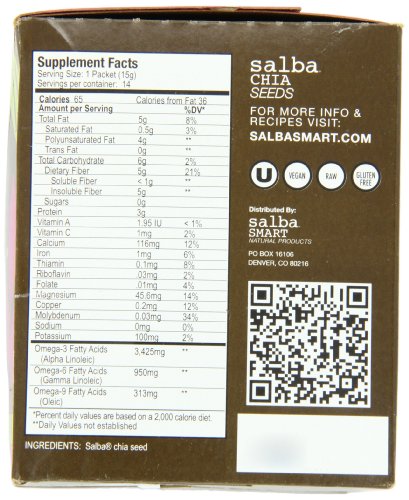 Supplement Facts
Serving Size: 1 Packet (15g)
Servings per container: 14
Calories 65 Calories from Fat 36
Amount per Serving %DV*
Total Fat 5g 8%
Saturated Fat 0.5g 3%
Polyunsaturated Fat 4g
Trans Fat 0g **
Total Carbohydrate 6g 2%
Dietary Fiber 5g 21%
Soluble Fiber < 1g **
Insoluble Fiber 5g **
Sugars 0g
Protein 3g
Vitamin A 1.95 IU < 1%
Vitamin C 1mg 2%
Calcium 116mg 12%
Iron 1mg 6%
Thiamin 0.1mg 8%
Riboflavin .03mg 2%
Folate .01mg 4%
Magnesium 45.6mg 14%
Copper 0.2mg 12%
Molybdenum 0.03mg 34%
Sodium 0mg 0%
Potassium 100mg 2%
Omega-3 Fatty Acids 3,425mg **
(Alpha Linoleic)
Omega-6 Fatty Acids 950mg **
(Gamma Linoleic)
Omega-9 Fatty Acids 313mg **
(Oleic)
*Percent daily values are based on a 2,000 calorie diet.
**Daily Values not established
INGREDIENTS: Salba® chia seed
salba
CHIA
SEEDS
FOR MORE INFO &
RECIPES VISIT:
SALBASMART.COM
U VEGAN RAW GLUTEN FREE
Distributed By:
salba
SMART
NATURAL PRODUCTS
PO BOX 16106
DENVER, CO 80216